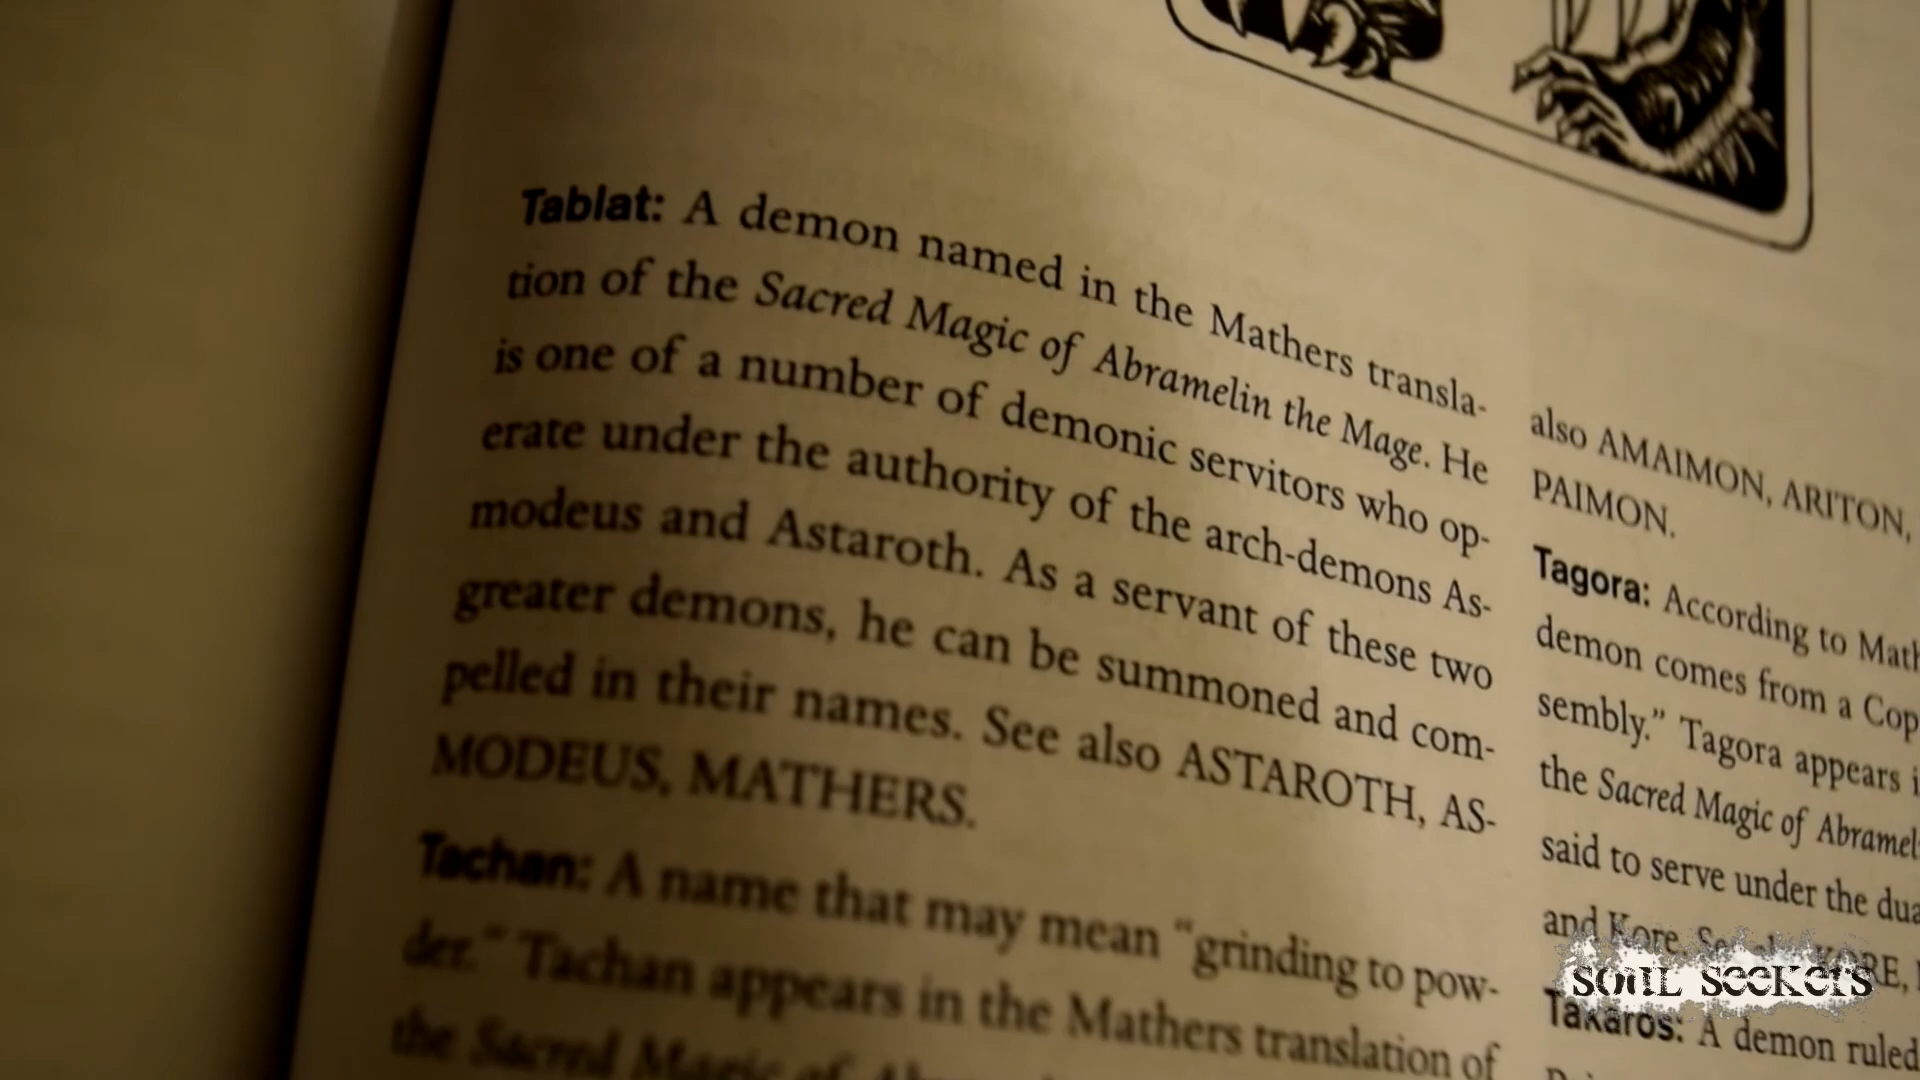 Tablat: A demon named in the Mathers transla-
tion of the Sacred Magic of Abramelin the Mage. He
is one of a number of demonic servitors who op-
erate under the authority of the arch-demons As-
modeus and Astaroth. As a servant of these two
greater demons, he can be summoned and com-
pelled in their names. See also ASTAROTH, AS-
MODEUS, MATHERS.
Tachan: A name that may mean "grinding to pow-
der." Tachan appears in the Mathers translation of
the Sacred Magic of
also AMAIMON, ARITON,
PAIMON.
Tagora: According to Math
demon comes from a Cop
sembly." Tagora appears i
the Sacred Magic of Abramel
said to serve under the dua
and Kore. KORE,
Takaros: A demon ruled
soul seekers